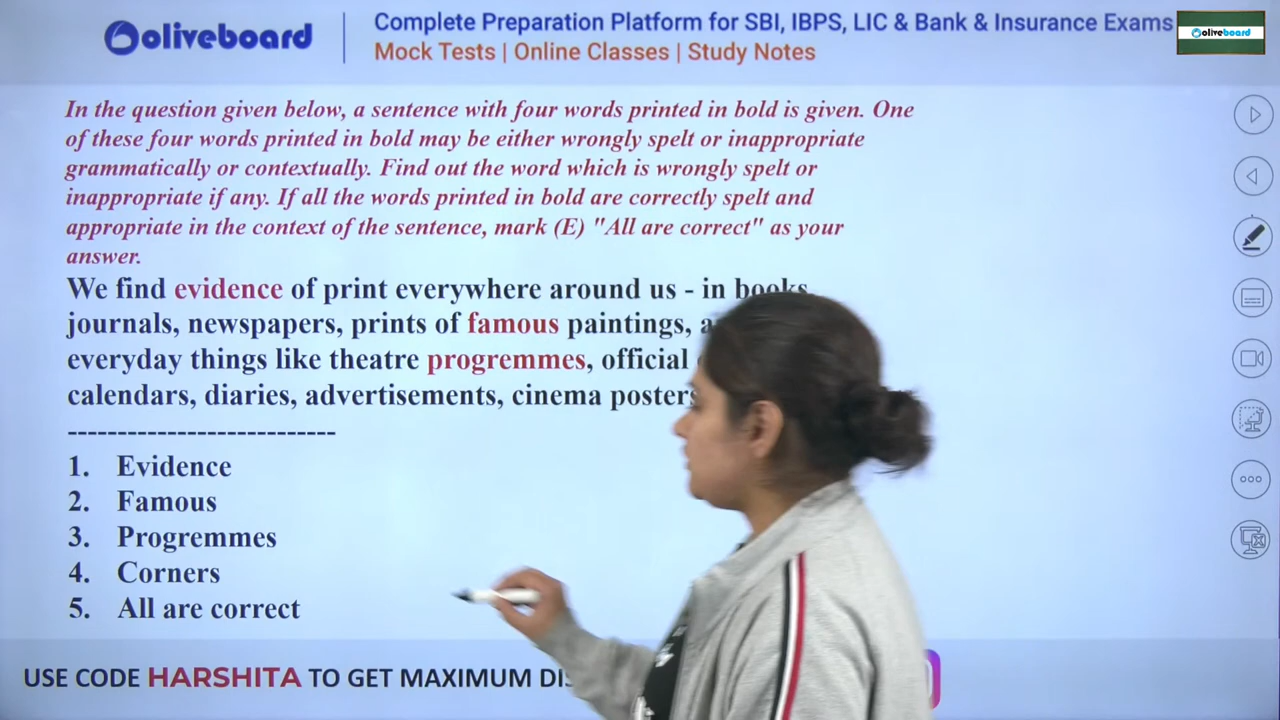 oliveboard
Complete Preparation Platform for SBI, IBPS, LIC & Bank & Insurance Exams
Mock Tests | Online Classes | Study Notes
oliveboard
In the question given below, a sentence with four words printed in bold is given. One
of these four words printed in bold may be either wrongly spelt or inappropriate
grammatically or contextually. Find out the word which is wrongly spelt or
inappropriate if any. If all the words printed in bold are correctly spelt and
appropriate in the context of the sentence, mark (E) "All are correct" as your
answer.
We find evidence of print everywhere around us - in books,
journals, newspapers, prints of famous paintings,
everyday things like theatre programmes, official
calendars, diaries, advertisements, cinema posters
---------------------------
1. Evidence
2. Famous
3. Progremmes
4. Corners
5. All are correct
USE CODE HARSHITA TO GET MAXIMUM